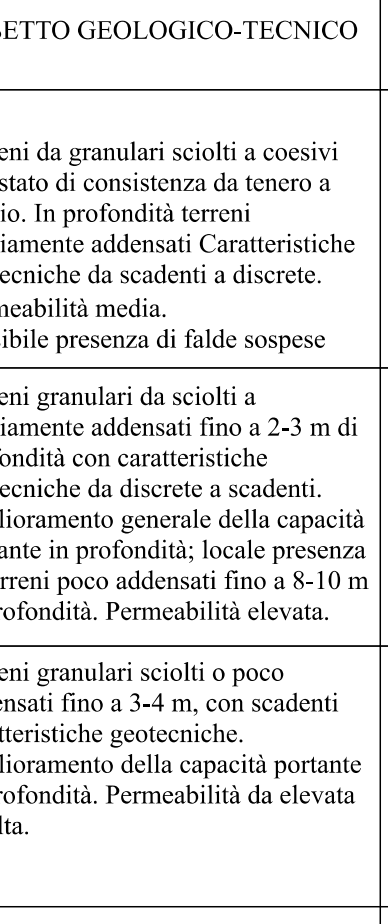 SETTO GEOLOGICO-TECNICO
eni da granulari sciolti a coesivi
stato di consistenza da tenero a
io. In profondità terreni
iamente addensati Caratteristiche
ecniche da scadenti a discrete.
meabilità media.
ibile presenza di falde sospese
eni granulari da sciolti a
iamente addensati fino a 2-3 m di
fondità con caratteristiche
ecniche da discrete a scadenti.
lioramento generale della capacità
ante in profondità; locale presenza
erreni poco addensati fino a 8-10 m
rofondità. Permeabilità elevata.
eni granulari sciolti o poco
ensati fino a 3-4 m, con scadenti
tteristiche geotecniche.
lioramento della capacità portante
rofondità. Permeabilità da elevata
lta.